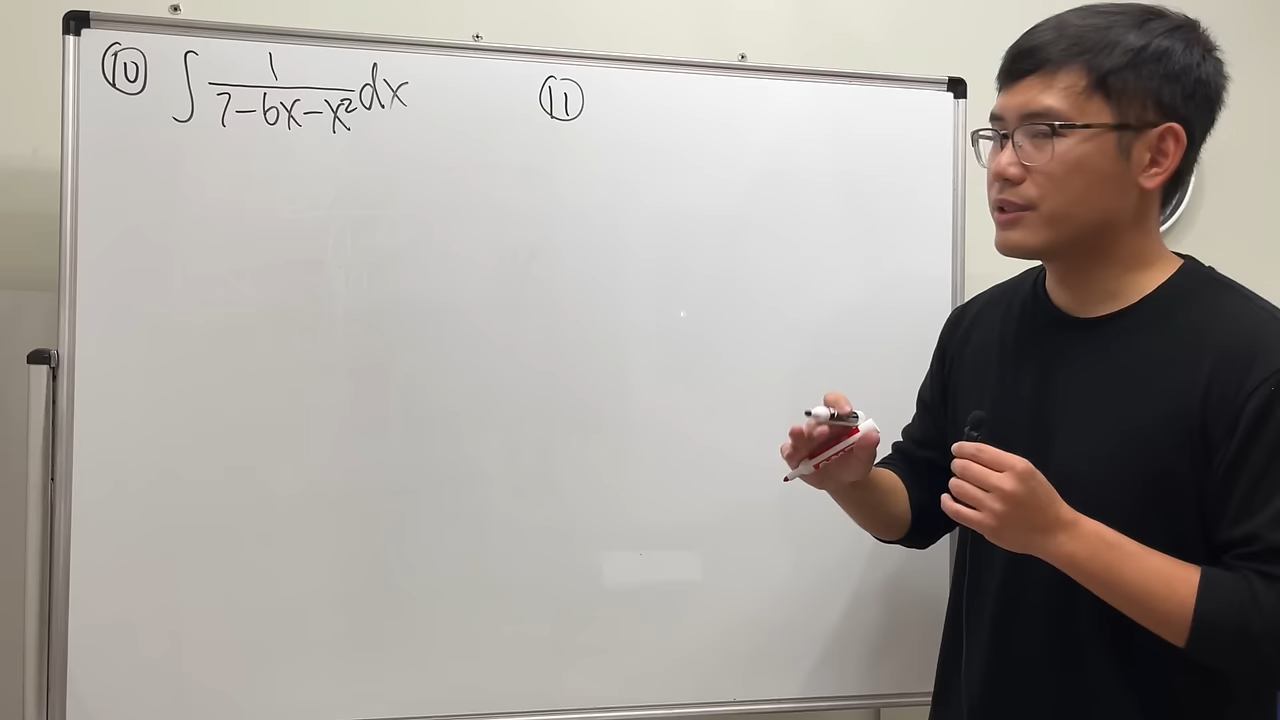 ⑩ ∫ 1/(7-6x-x²) dx
⑪